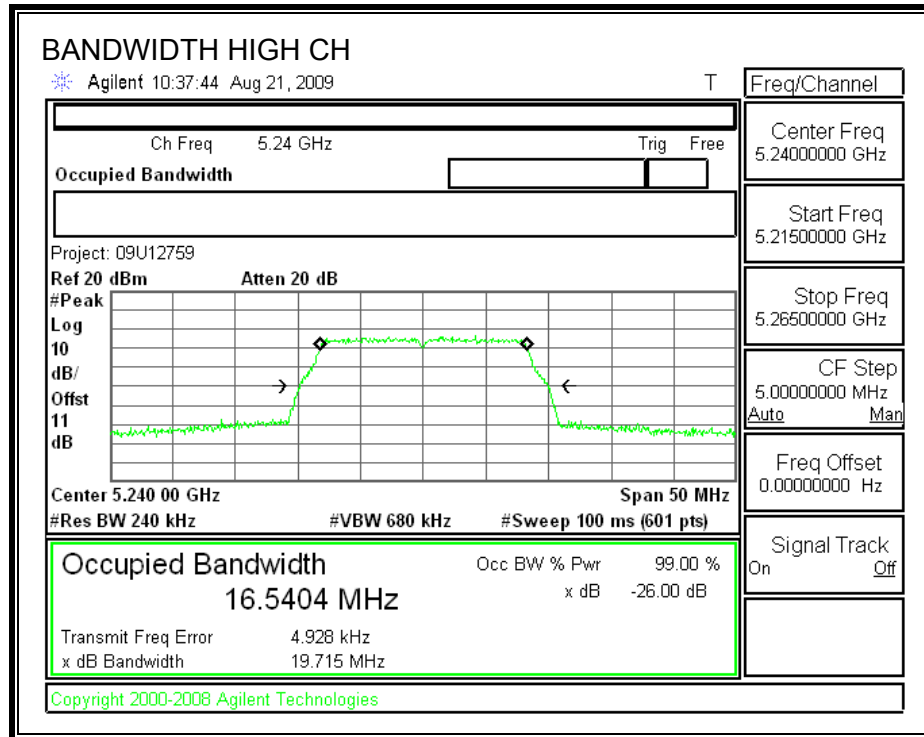 BANDWIDTH HIGH CH
Agilent 10:37:44 Aug 21, 2009 T
Freq/Channel
Ch Freq 5.24 GHz Trig Free
Occupied Bandwidth
Center Freq
5.24000000 GHz
Start Freq
5.21500000 GHz
Stop Freq
5.26500000 GHz
CF Step
5.00000000 MHz
Auto Man
Freq Offset
0.00000000 Hz
Signal Track
On Off
Project: 09U12759
Ref 20 dBm Atten 20 dB
#Peak
Log
10
dB/
Offst
11
dB
Center 5.240 00 GHz Span 50 MHz
#Res BW 240 kHz #VBW 680 kHz #Sweep 100 ms (601 pts)
Occupied Bandwidth Occ BW % Pwr 99.00 %
16.5404 MHz x dB -26.00 dB
Transmit Freq Error 4.928 kHz
x dB Bandwidth 19.715 MHz
Copyright 2000-2008 Agilent Technologies